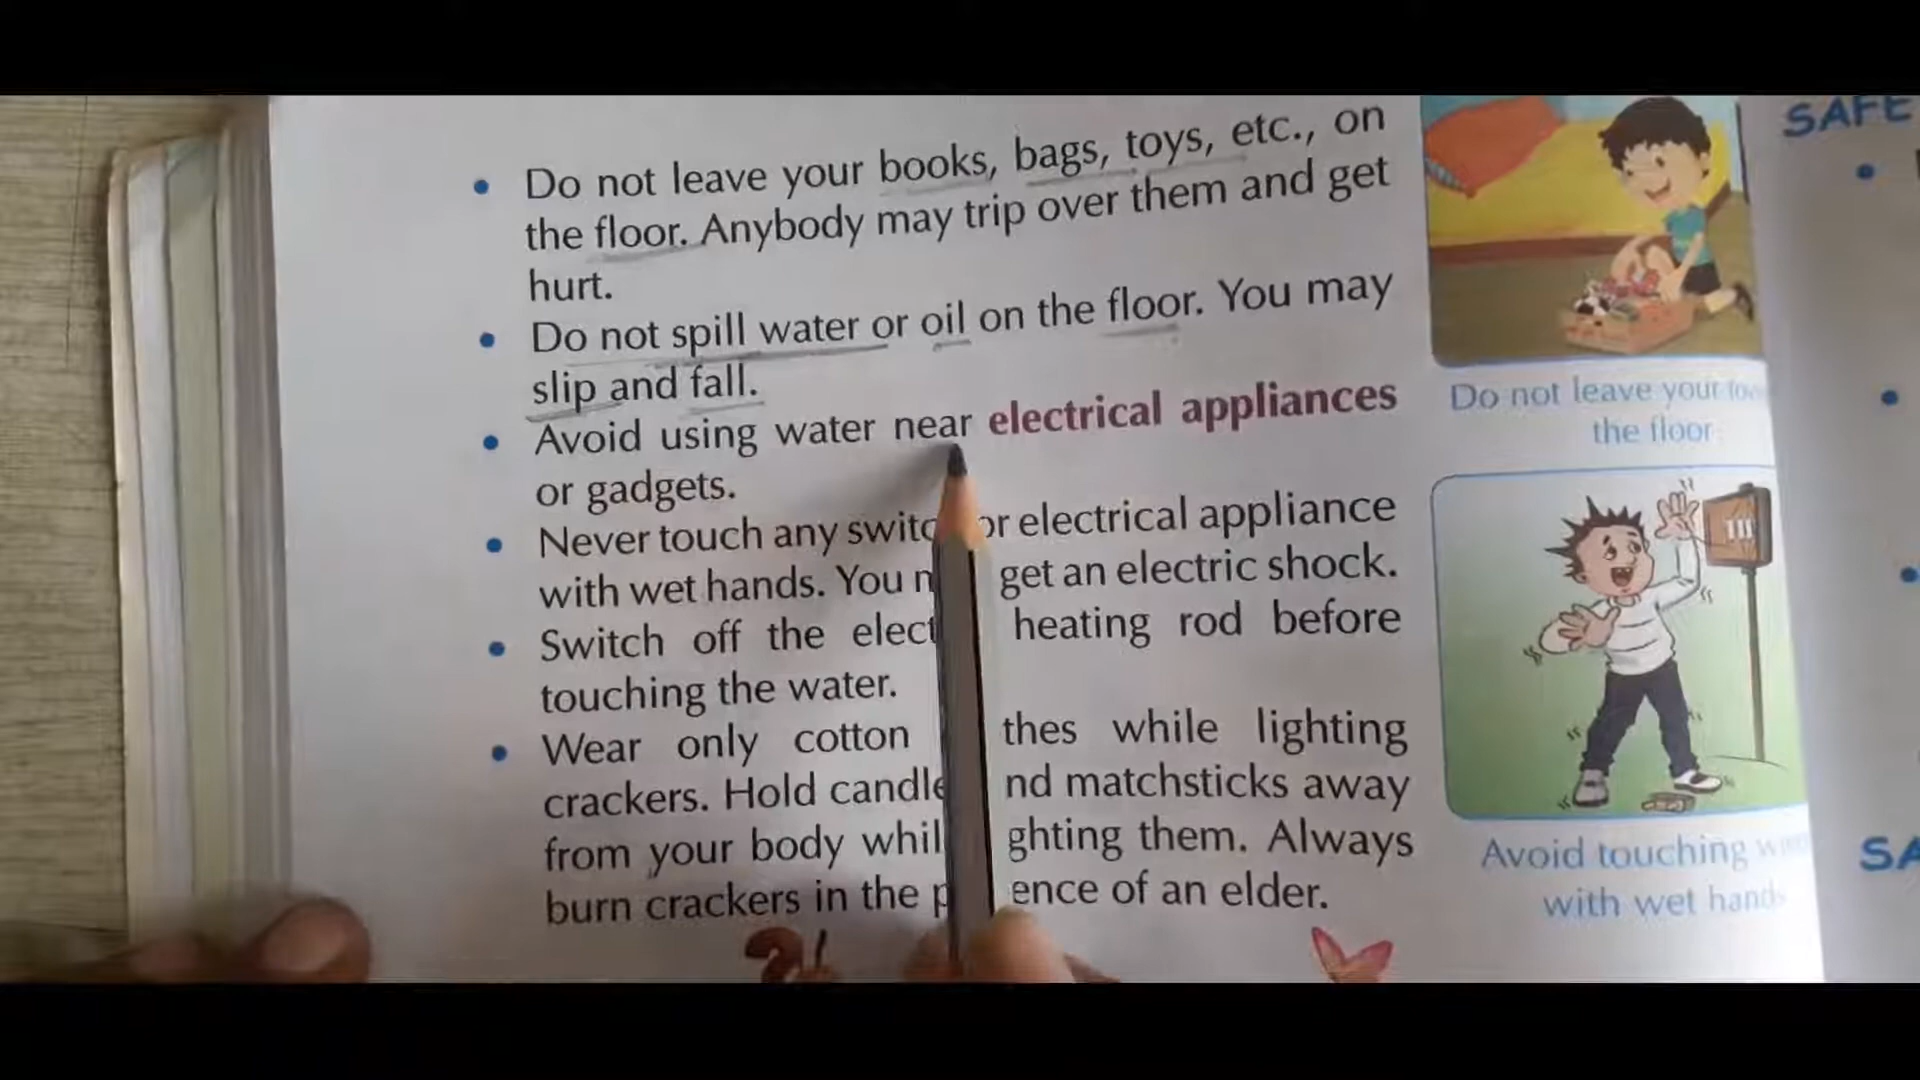 • Do not leave your books, bags, toys, etc., on
the floor. Anybody may trip over them and get
hurt.
• Do not spill water or oil on the floor. You may
slip and fall.
• Avoid using water near electrical appliances
or gadgets.
• Never touch any switc or electrical appliance
with wet hands. You get an electric shock.
• Switch off the elect heating rod before
touching the water.
• Wear only cotton thes while lighting
crackers. Hold candle nd matchsticks away
from your body whil ghting them. Always
burn crackers in the p ence of an elder.
Do not leave your
the floor
Avoid touching
with wet hands
SAFE
SA